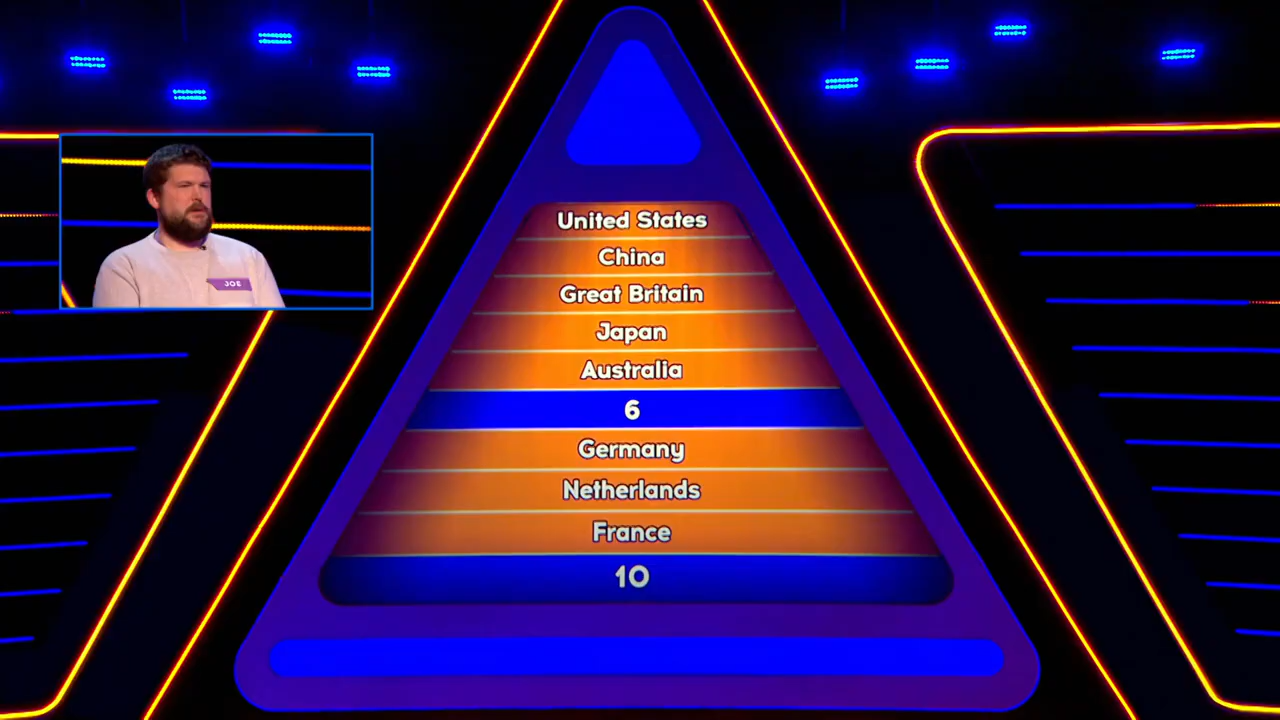 JOE
United States
China
Great Britain
Japan
Australia
6
Germany
Netherlands
France
10